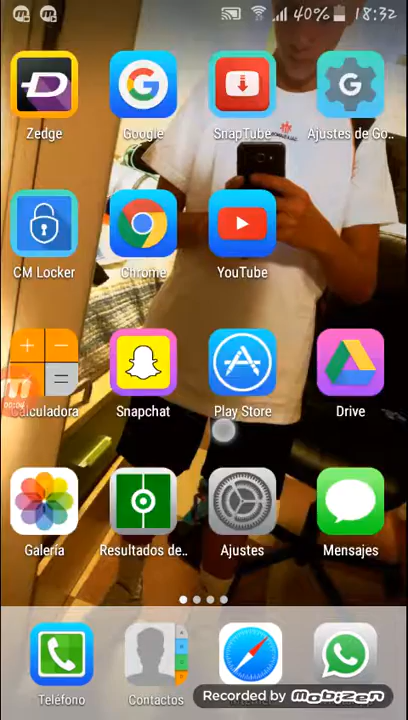 40% 18:32
Zedge Google SnapTube Ajustes de Go..
CM Locker Chrome YouTube
Calculadora Snapchat Play Store Drive
Galería Resultados de.. Ajustes Mensajes
Teléfono Contactos
Recorded by mobizen